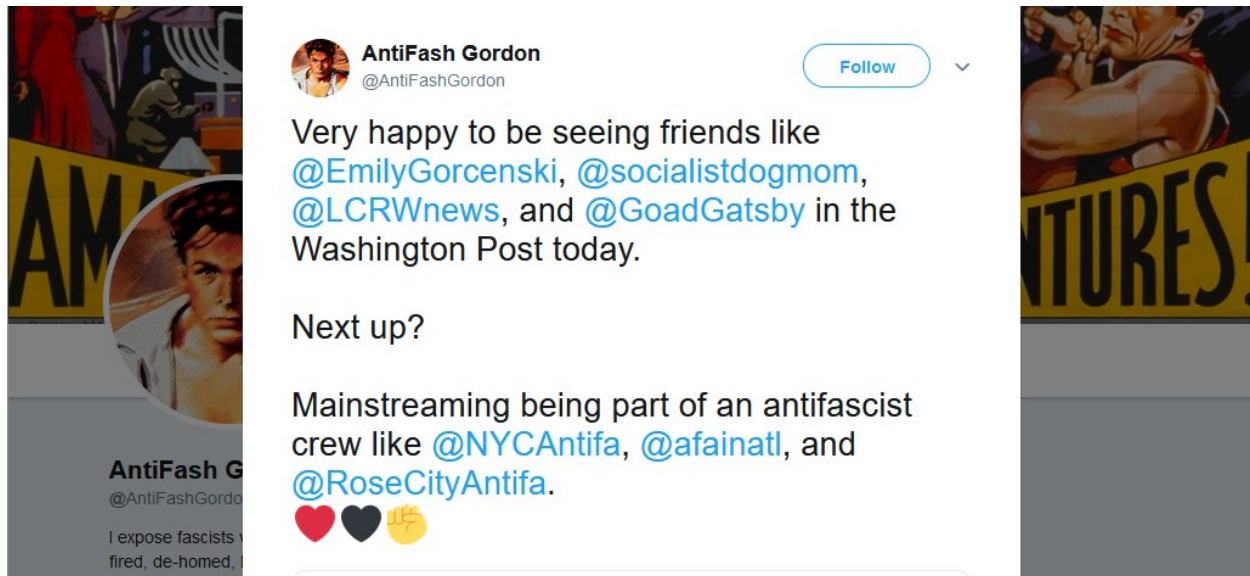 AntiFash Gordon
@AntiFashGordon
Follow
Very happy to be seeing friends like
@EmilyGorcenski, @socialistdogmom,
@LCRWnews, and @GoadGatsby in the
Washington Post today.
Next up?
Mainstreaming being part of an antifascist
crew like @NYCAntifa, @afainatl, and
@RoseCityAntifa.
❤️🖤✊
AM
NTURES!
AntiFash G
@AntiFashGordo
I expose fascists
fired, de-homed,